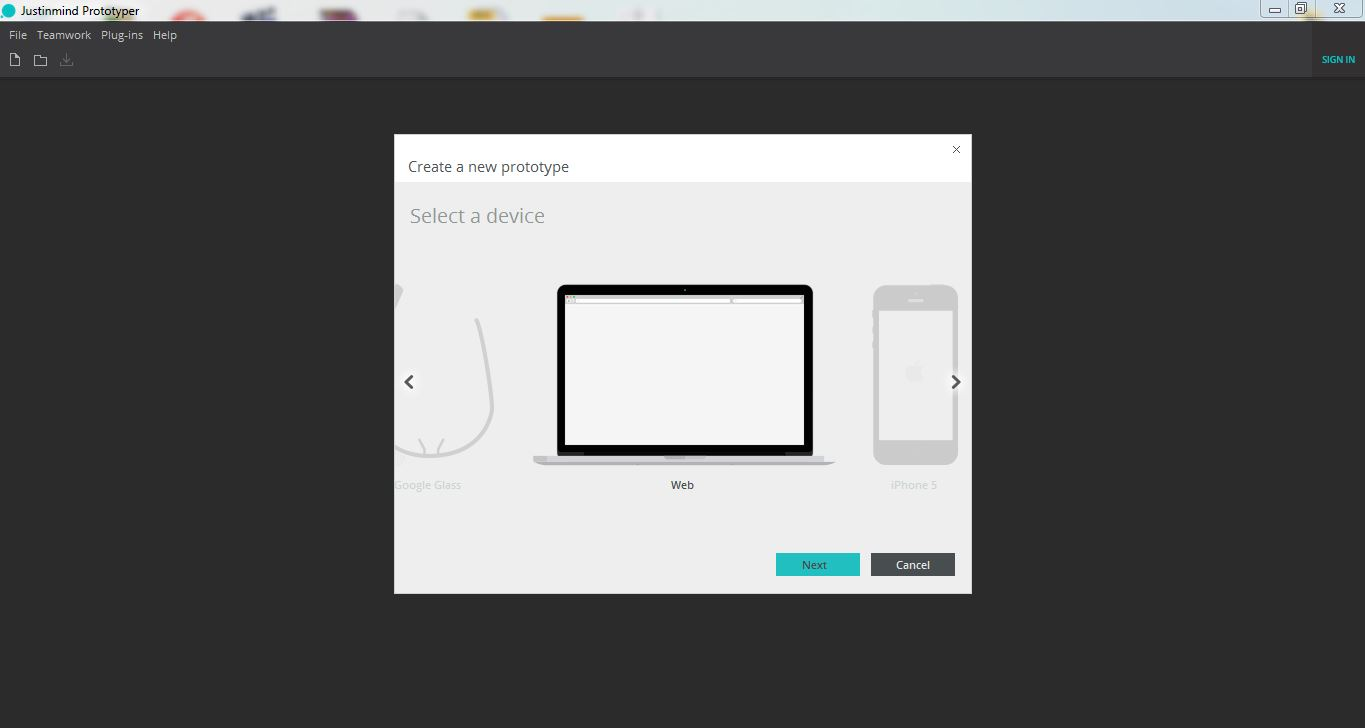 Justinmind Prototyper
File Teamwork Plug-ins Help
SIGN IN
Create a new prototype
Select a device
Google Glass Web iPhone 5
Next Cancel